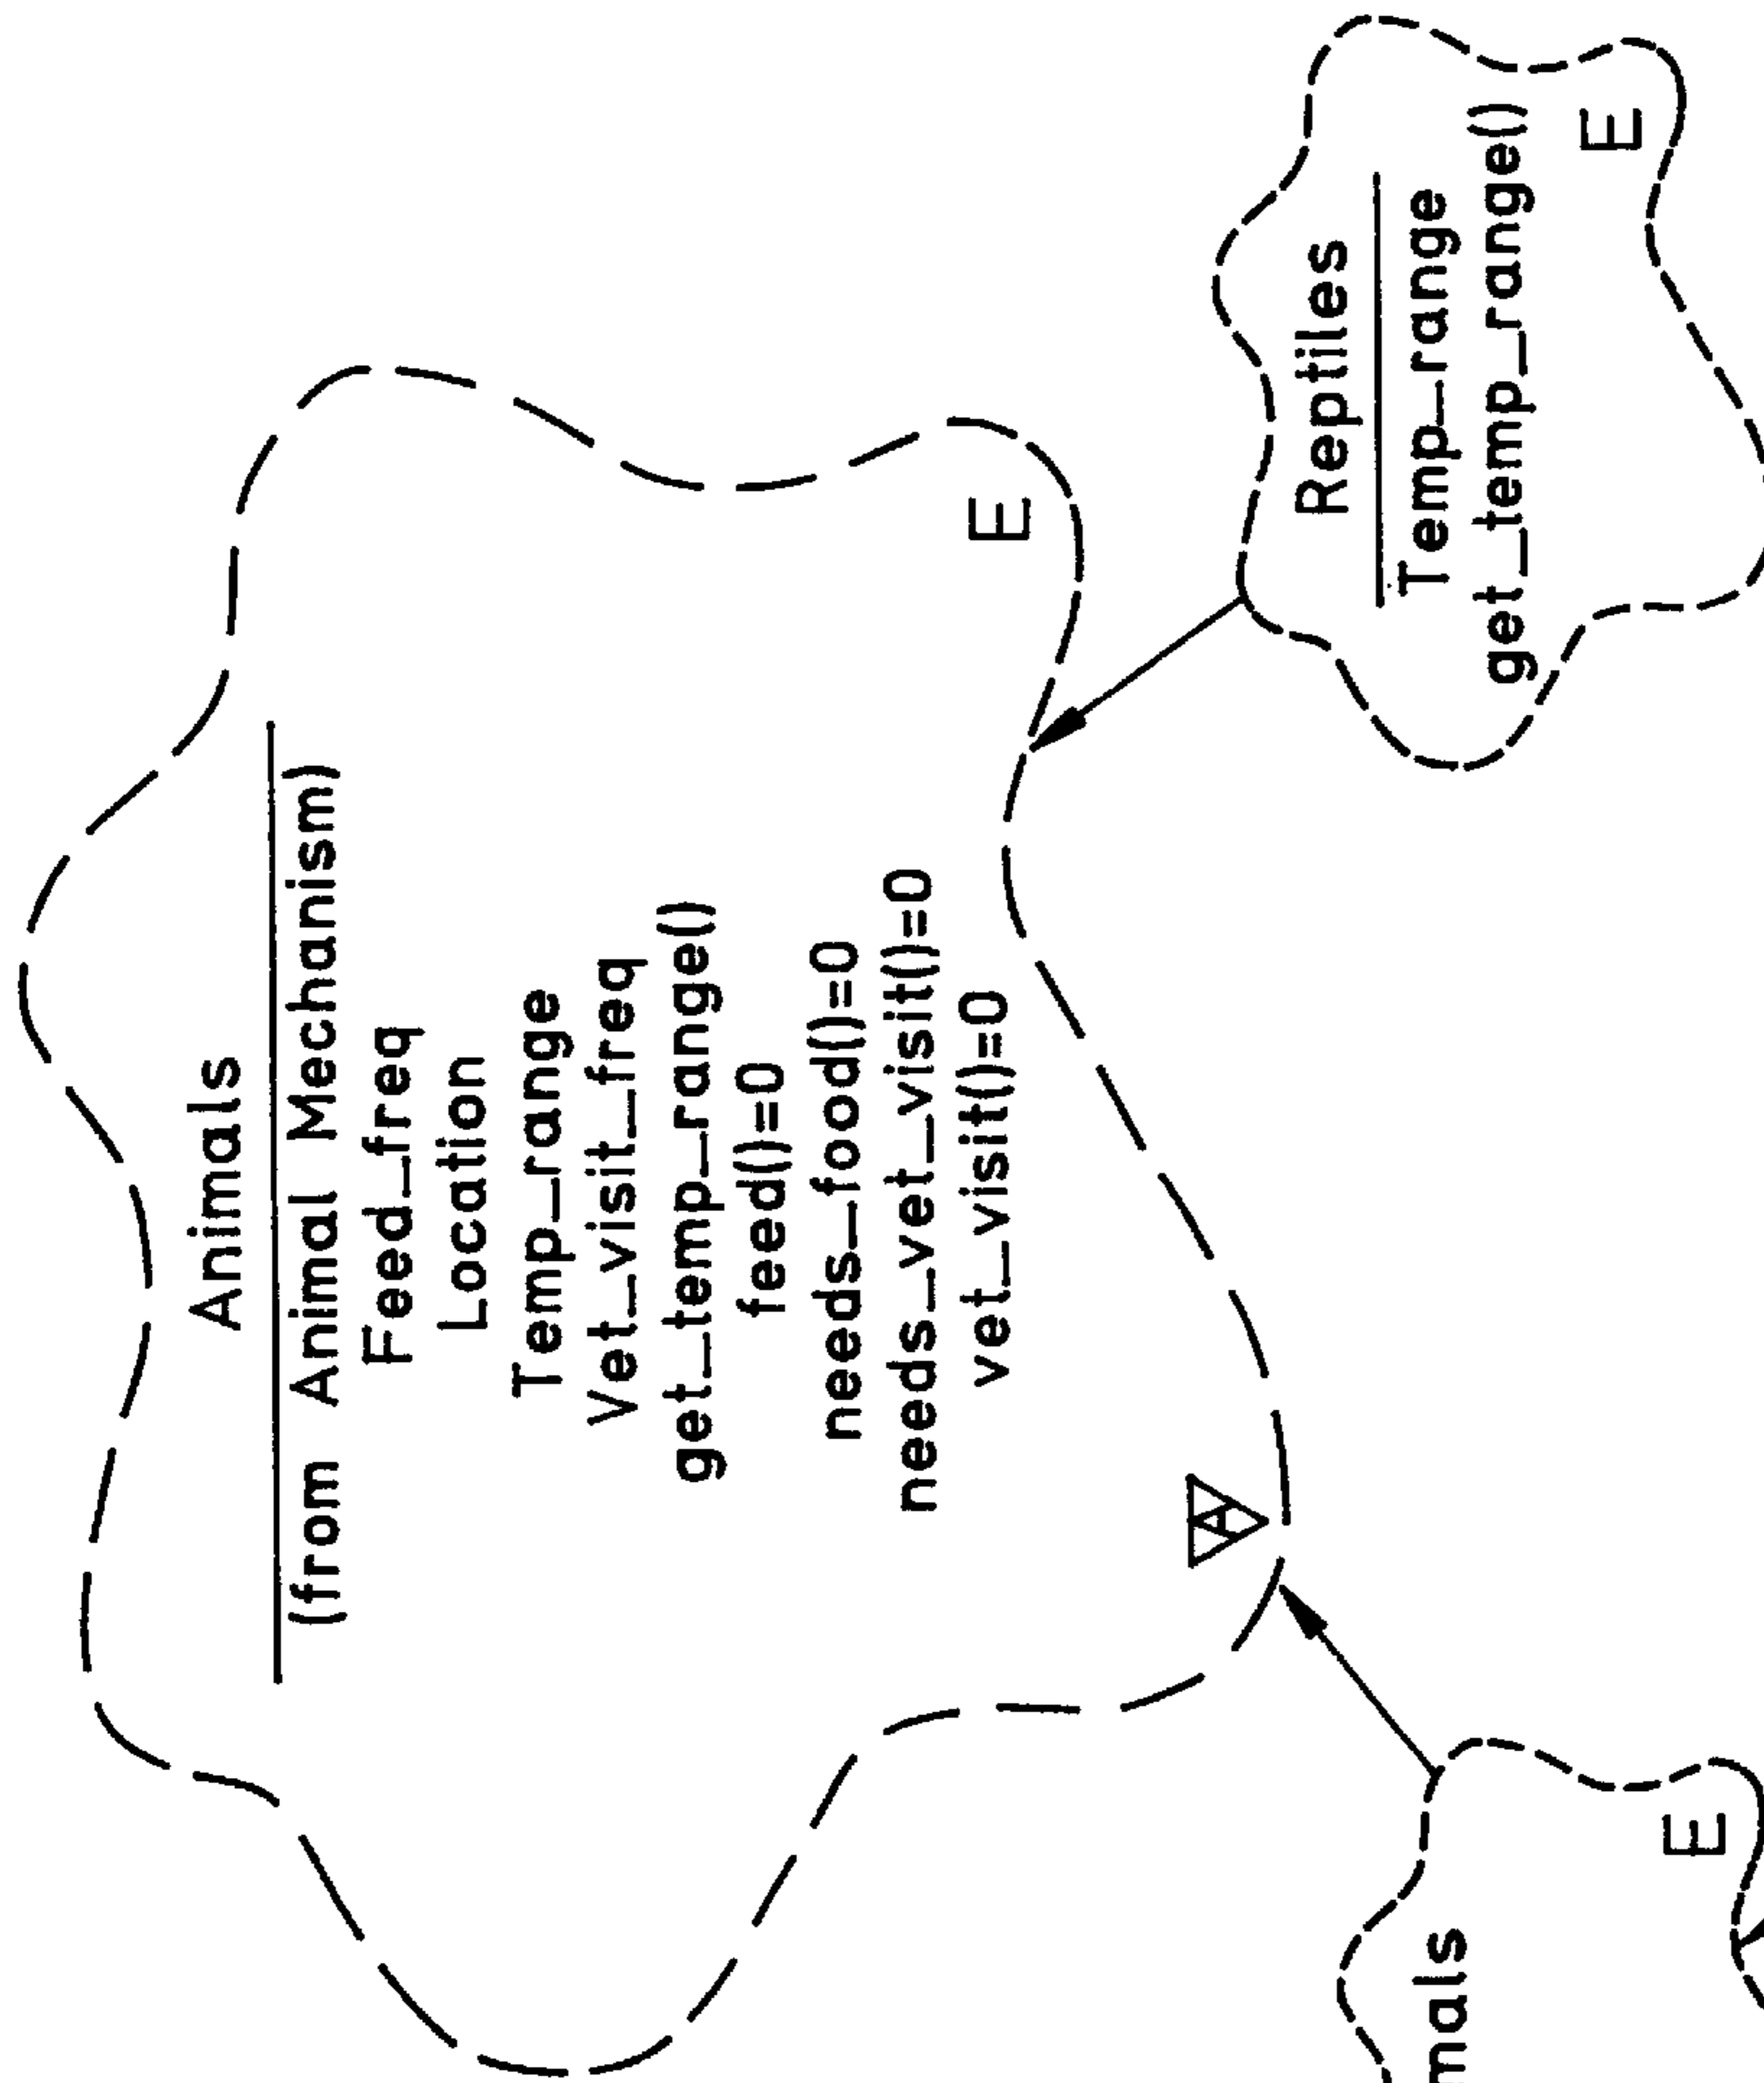 Animals
(from Animal Mechanism)
Feed_freq
Location
Temp_range
Vet_visit_freq
get_temp_range()
feed()=0
needs_food()=0
needs_vet_visit()=0
vet_visit()=0
E
A
Reptiles
Temp_range
get_temp_range()
E
mals
E